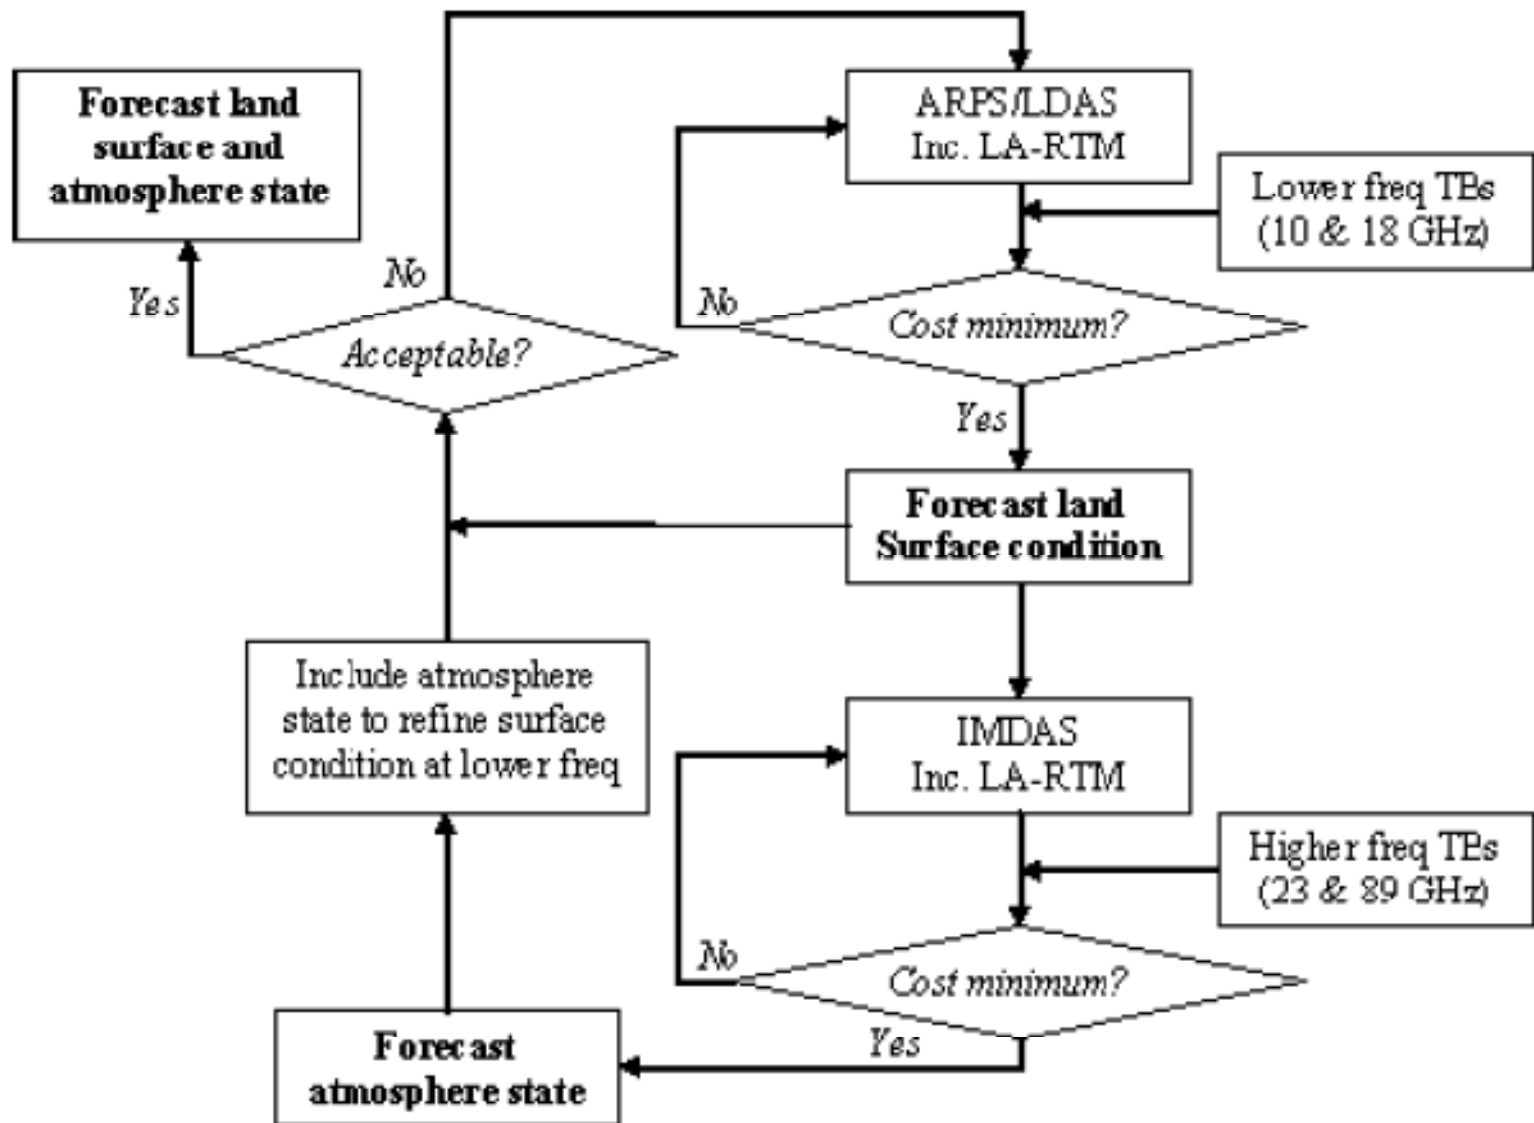 Forecast land
surface and
atmosphere state
Yes
No
Acceptable?
ARPS/LDAS
Inc. LA-RTM
Lower freq TBs
(10 & 18 GHz)
No
Cost minimum?
Yes
Forecast land
Surface condition
Include atmosphere
state to refine surface
condition at lower freq
IMDAS
Inc. LA-RTM
Higher freq TBs
(23 & 89 GHz)
No
Cost minimum?
Yes
Forecast
atmosphere state